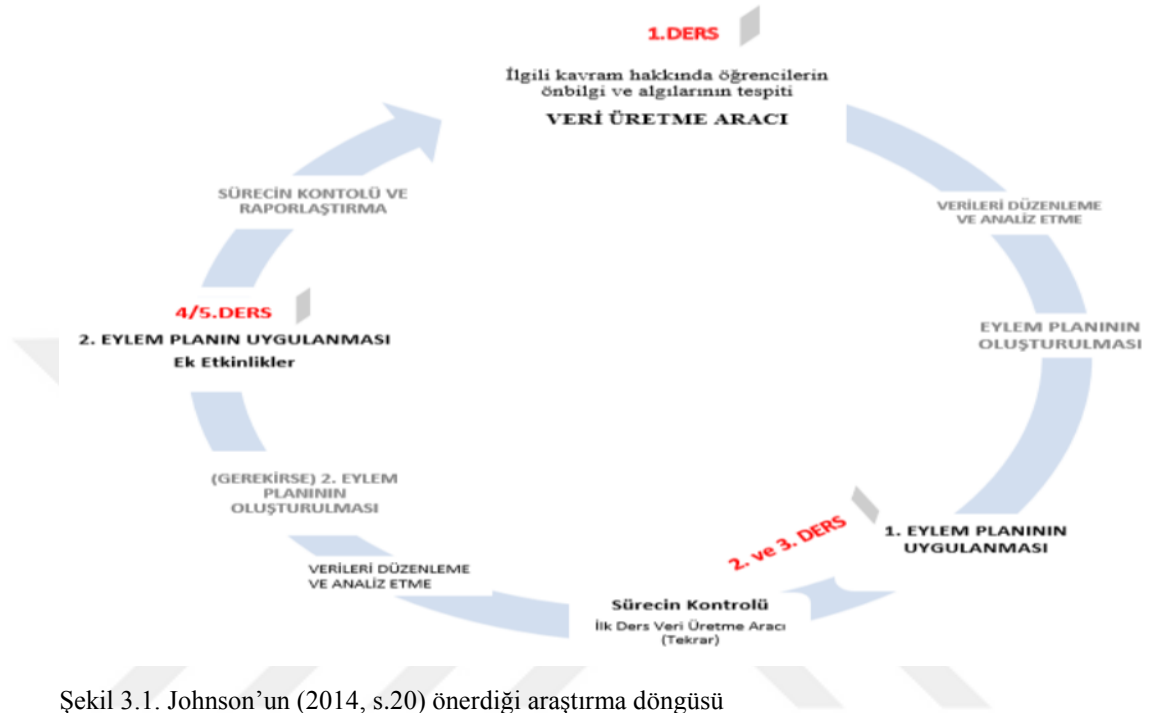 1.DERS
İlgili kavram hakkında öğrencilerin
önbilgi ve algılarının tespiti
VERİ ÜRETME ARACI
VERİLERİ DÜZENLEME
VE ANALİZ ETME
EYLEM PLANININ
OLUŞTURULMASI
1. EYLEM PLANININ
UYGULANMASI
2. ve 3. DERS
Sürecin Kontrolü
İlk Ders Veri Üretme Aracı
(Tekrar)
VERİLERİ DÜZENLEME
VE ANALİZ ETME
(GEREKİRSE) 2. EYLEM
PLANININ
OLUŞTURULMASI
4/5.DERS
2. EYLEM PLANIN UYGULANMASI
Ek Etkinlikler
SÜRECİN KONTOLÜ VE
RAPORLAŞTIRMA
Şekil 3.1. Johnson’un (2014, s.20) önerdiği araştırma döngüsü